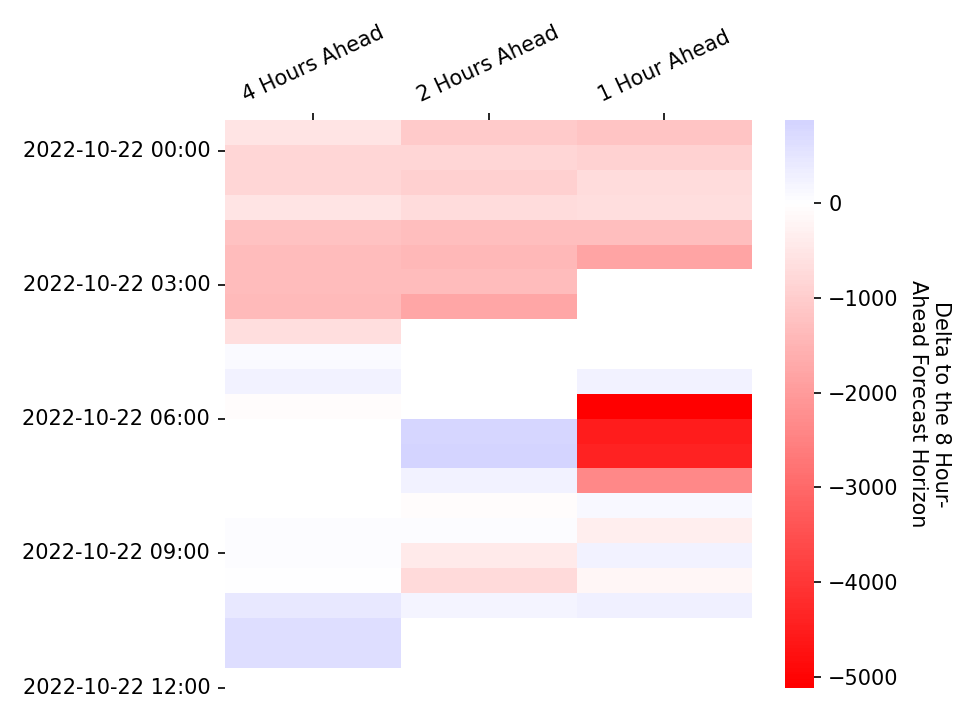 4 Hours Ahead
2 Hours Ahead
1 Hour Ahead
2022-10-22 00:00
2022-10-22 03:00
2022-10-22 06:00
2022-10-22 09:00
2022-10-22 12:00
0
−1000
−2000
−3000
−4000
−5000
Delta to the 8 Hour-
Ahead Forecast Horizon